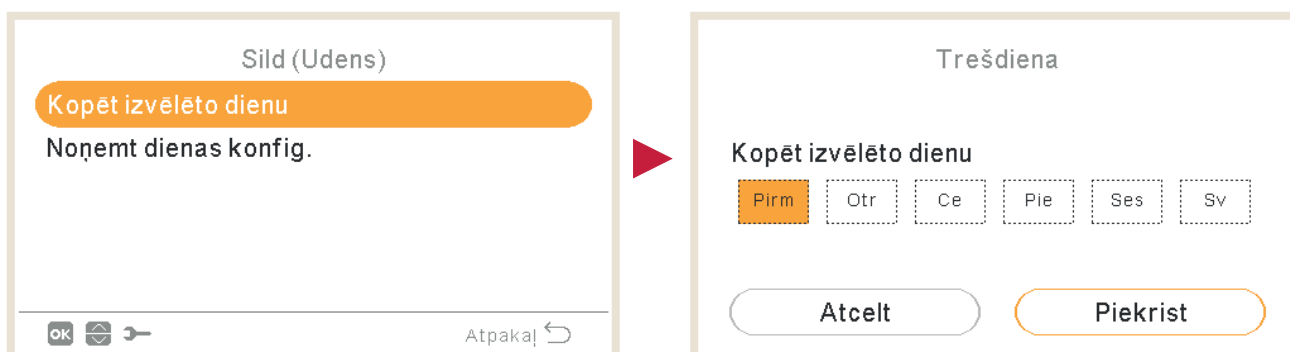 Sild (Udens)
Kopēt izvēlēto dienu
Noņemt dienas konfig.
OK
Atpakaļ
Trešdiena
Kopēt izvēlēto dienu
Pirm Otr Ce Pie Ses Sv
Atcelt Piekrist